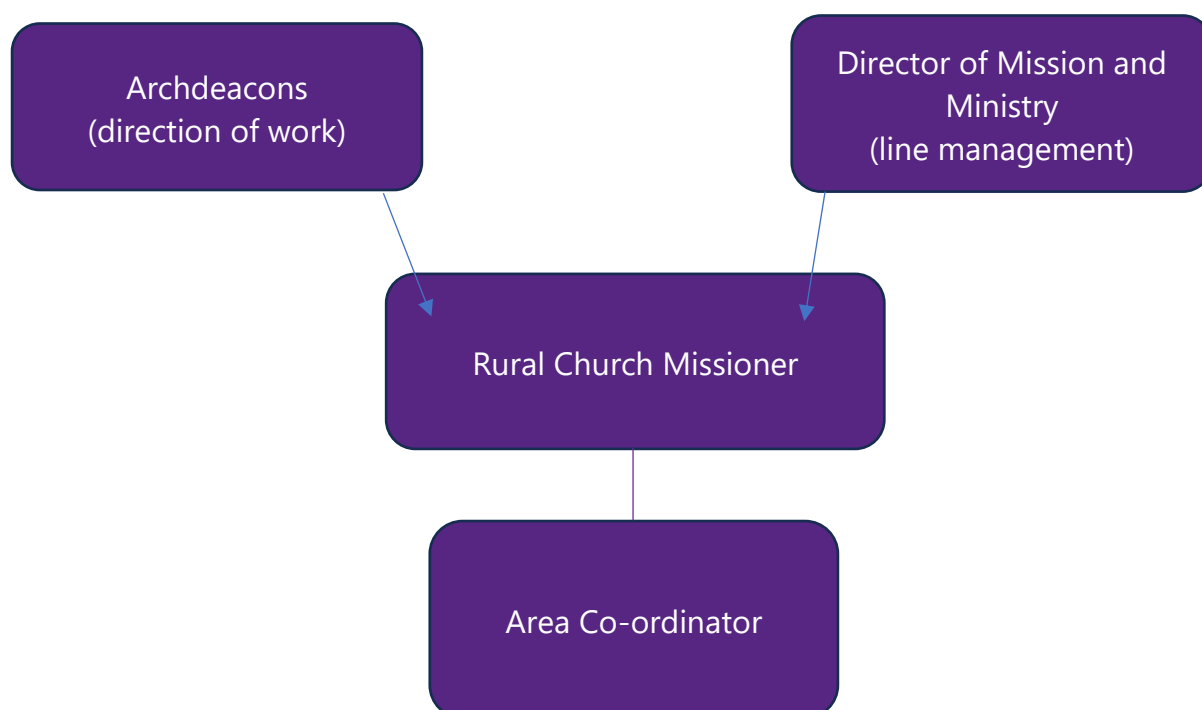 Archdeacons
(direction of work)
Director of Mission and
Ministry
(line management)
Rural Church Missioner
Area Co-ordinator